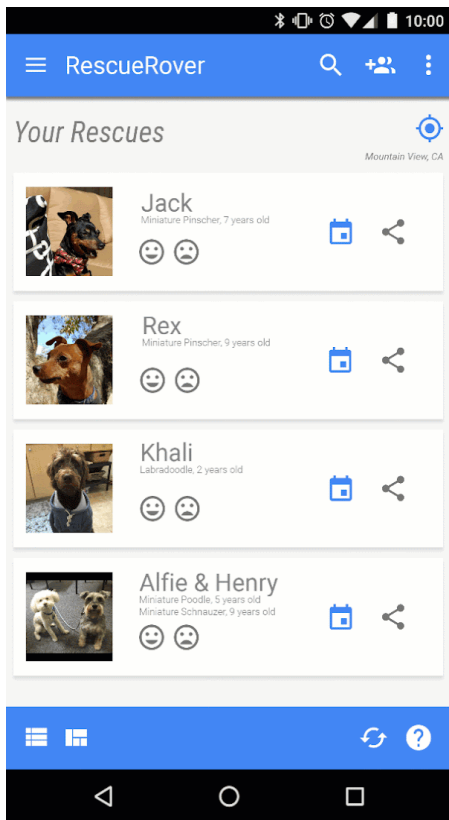 10:00
RescueRover
Your Rescues
Mountain View, CA
Jack
Miniature Pinscher, 7 years old
Rex
Miniature Pinscher, 9 years old
Khali
Labradoodle, 2 years old
Alfie & Henry
Miniature Poodle, 5 years old
Miniature Schnauzer, 9 years old